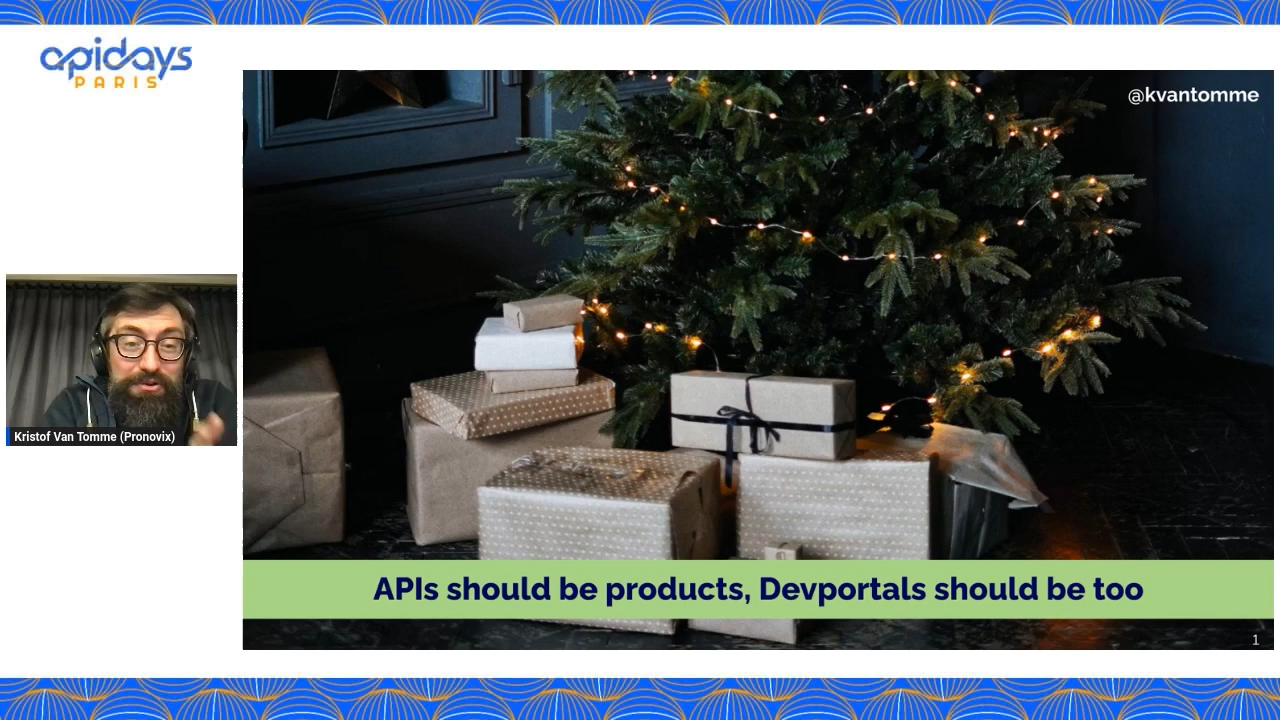 apidays
PARIS
@kvantomme
Kristof Van Tomme (Pronovix)
APIs should be products, Devportals should be too
1